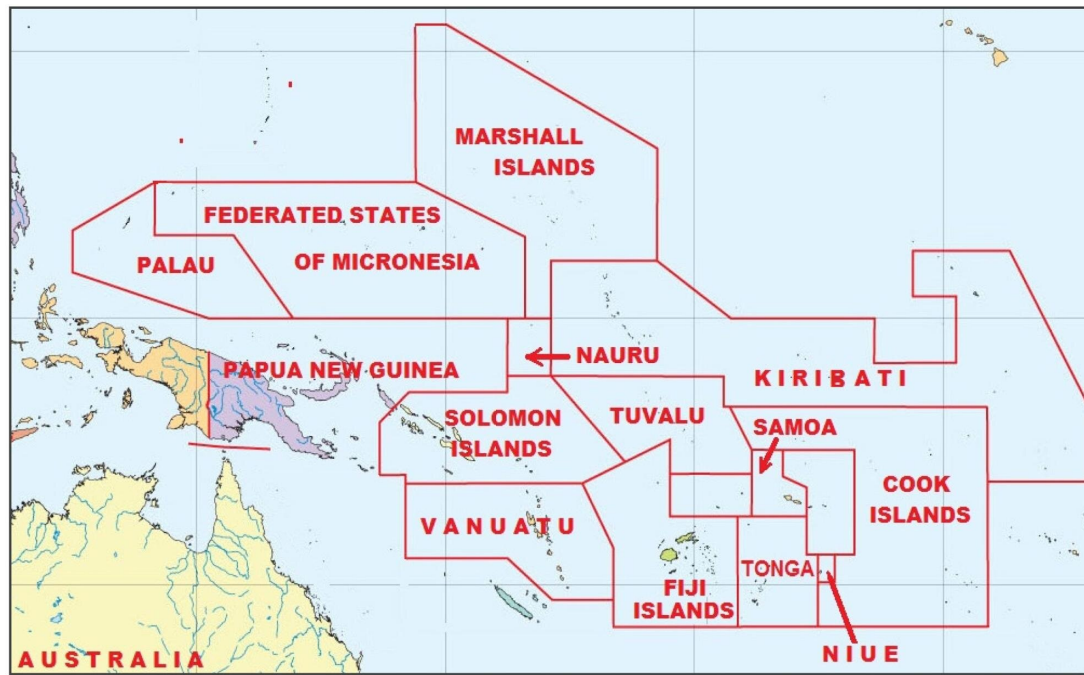 MARSHALL
ISLANDS
FEDERATED STATES
OF MICRONESIA
PALAU
NAURU
PAPUA NEW GUINEA
KIRIBATI
SOLOMON
ISLANDS
TUVALU
SAMOA
COOK
ISLANDS
VANUATU
TONGA
FIJI
ISLANDS
NIUE
AUSTRALIA